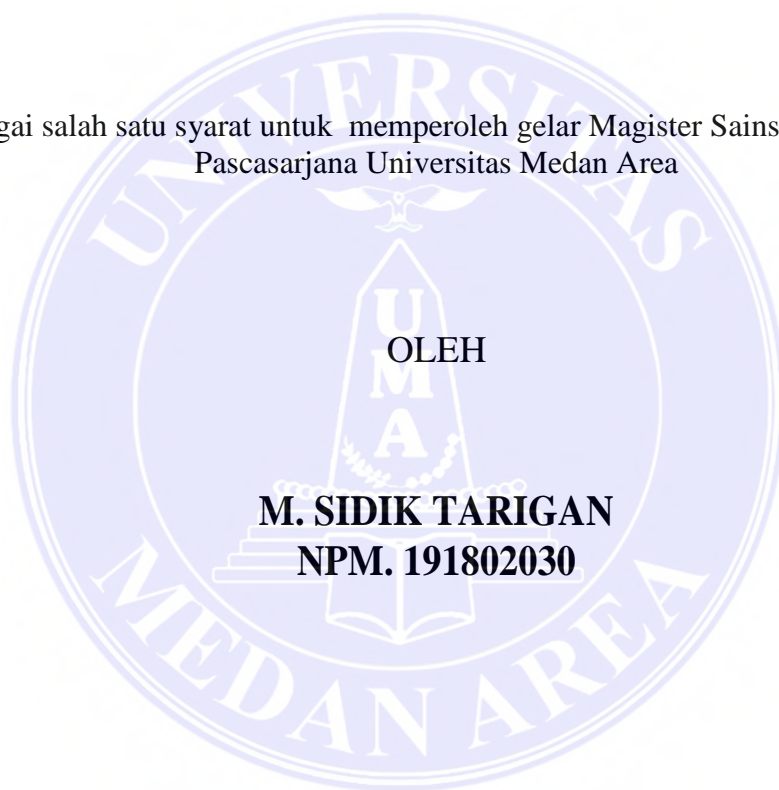 gai salah satu syarat untuk memperoleh gelar Magister Sains
Pascasarjana Universitas Medan Area
UNIVERSITAS
UMA
OLEH
M. SIDIK TARIGAN
NPM. 191802030
MEDAN AREA